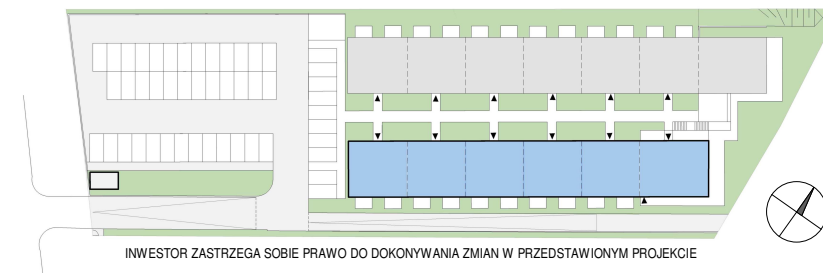 INWESTOR ZASTRZEGA SOBIE PRAWO DO DOKONYWANIA ZMIAN W PRZEDSTAWIONYM PROJEKCIE